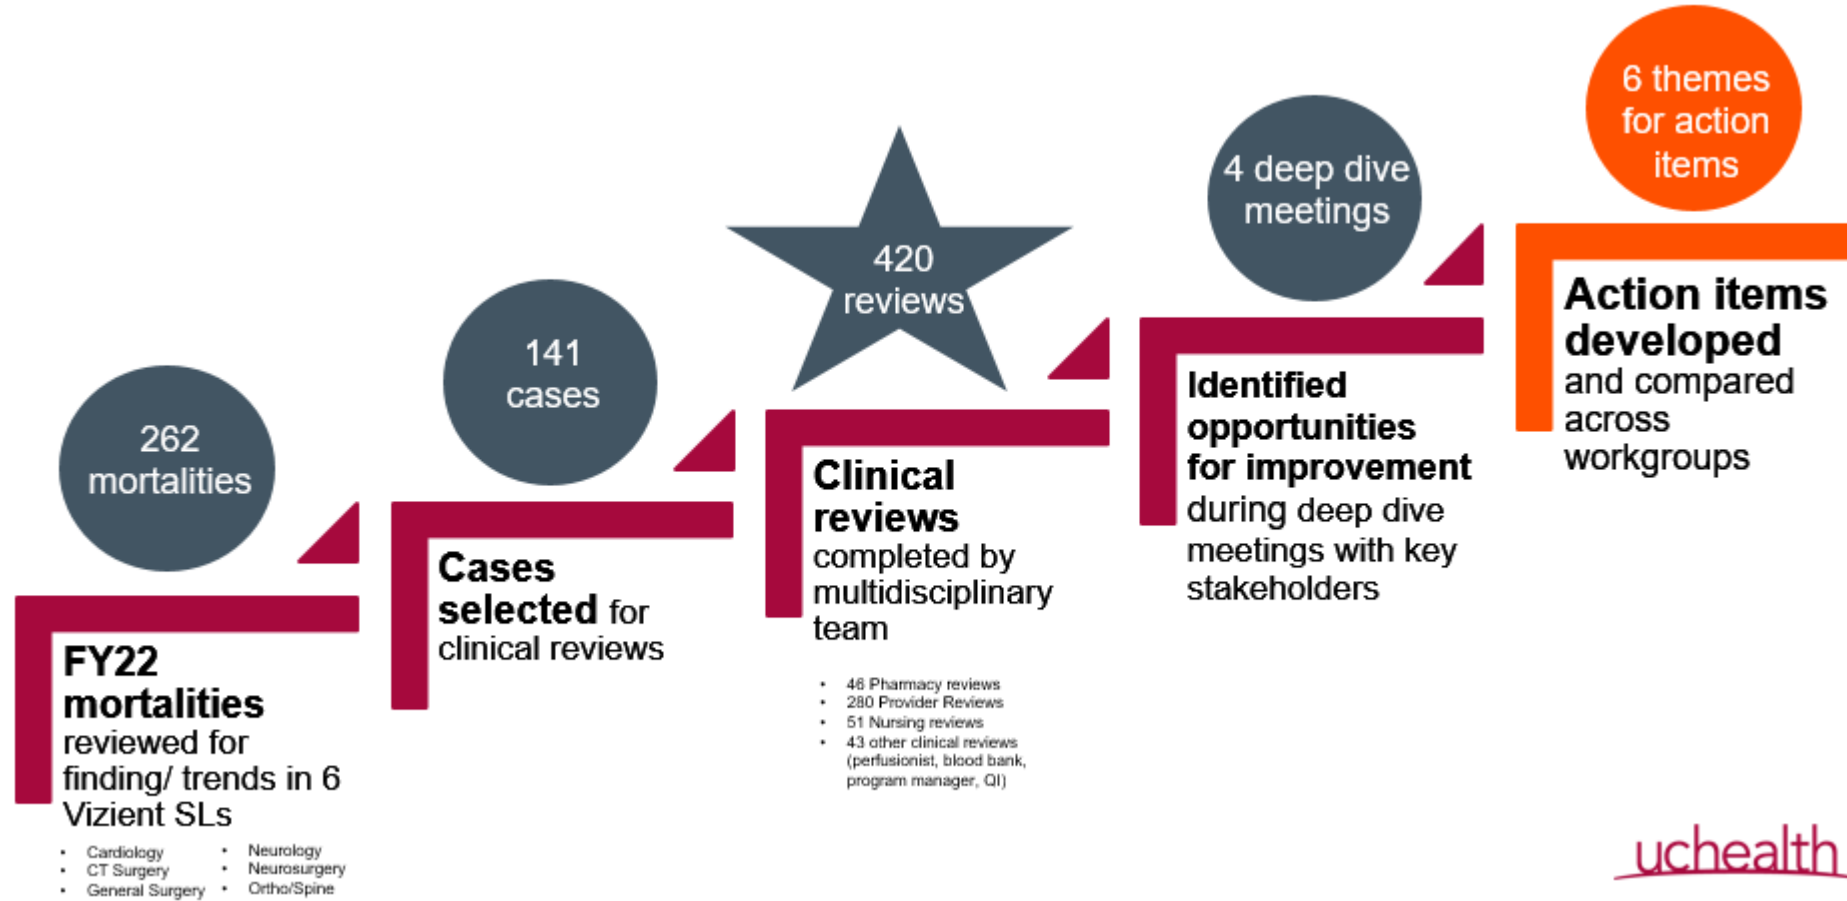 262
mortalities
FY22
mortalities
reviewed for
finding/ trends in 6
Vizient SLs
• Cardiology
• CT Surgery
• General Surgery
• Neurology
• Neurosurgery
• Ortho/Spine
141
cases
Cases
selected for
clinical reviews
420
reviews
Clinical
reviews
completed by
multidisciplinary
team
• 46 Pharmacy reviews
• 280 Provider Reviews
• 51 Nursing reviews
• 43 other clinical reviews
(perfusionist, blood bank,
program manager, QI)
4 deep dive
meetings
Identified
opportunities
for improvement
during deep dive
meetings with key
stakeholders
6 themes
for action
items
Action items
developed
and compared
across
workgroups
uchealth